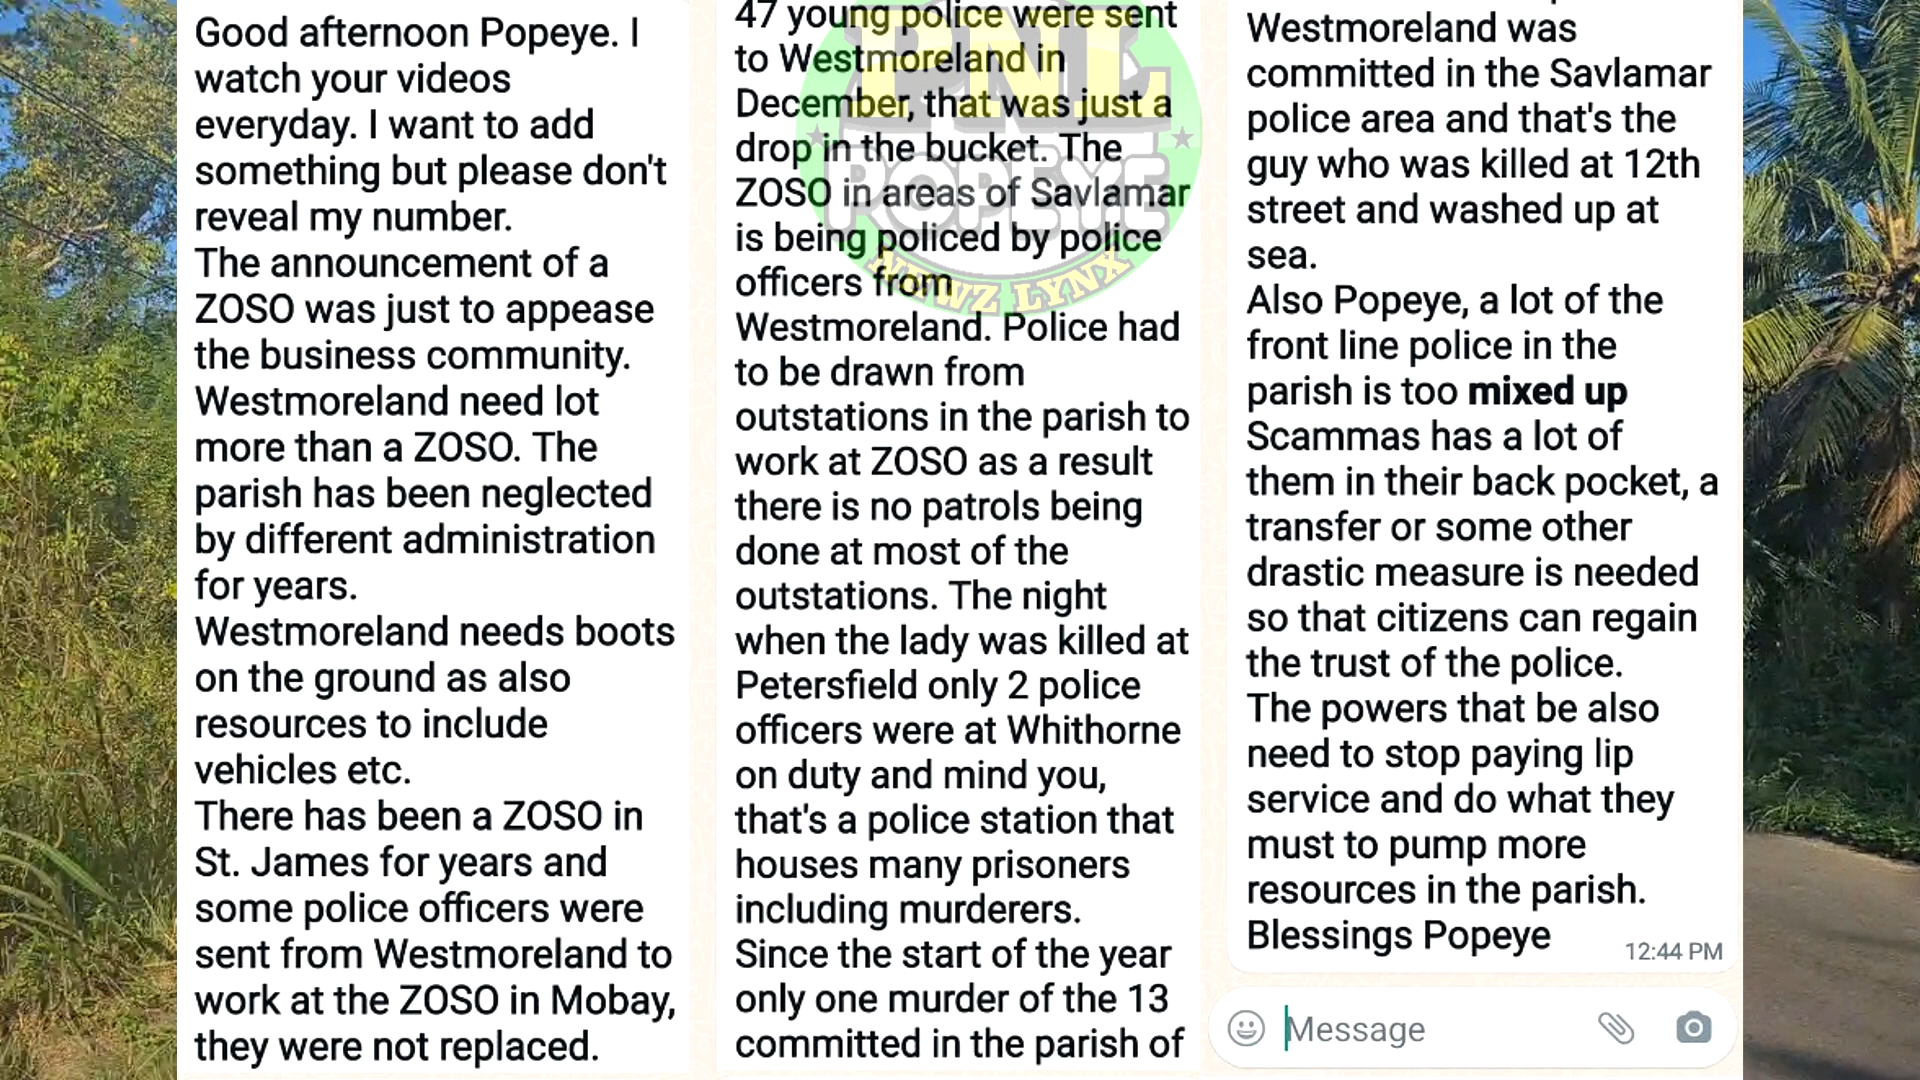 Good afternoon Popeye. I
watch your videos
everyday. I want to add
something but please don't
reveal my number.
The announcement of a
ZOSO was just to appease
the business community.
Westmoreland need lot
more than a ZOSO. The
parish has been neglected
by different administration
for years.
Westmoreland needs boots
on the ground as also
resources to include
vehicles etc.
There has been a ZOSO in
St. James for years and
some police officers were
sent from Westmoreland to
work at the ZOSO in Mobay,
they were not replaced.
47 young police were sent
to Westmoreland in
December, that was just a
drop in the bucket. The
ZOSO in areas of Savlamar
is being policed by police
officers from
Westmoreland. Police had
to be drawn from
outstations in the parish to
work at ZOSO as a result
there is no patrols being
done at most of the
outstations. The night
when the lady was killed at
Petersfield only 2 police
officers were at Whithorne
on duty and mind you,
that's a police station that
houses many prisoners
including murderers.
Since the start of the year
only one murder of the 13
committed in the parish of
Westmoreland was
committed in the Savlamar
police area and that's the
guy who was killed at 12th
street and washed up at
sea.
Also Popeye, a lot of the
front line police in the
parish is too mixed up
Scammas has a lot of
them in their back pocket, a
transfer or some other
drastic measure is needed
so that citizens can regain
the trust of the police.
The powers that be also
need to stop paying lip
service and do what they
must to pump more
resources in the parish.
Blessings Popeye
12:44 PM
Message
PNL
POPEYE
NEWZ LYNX